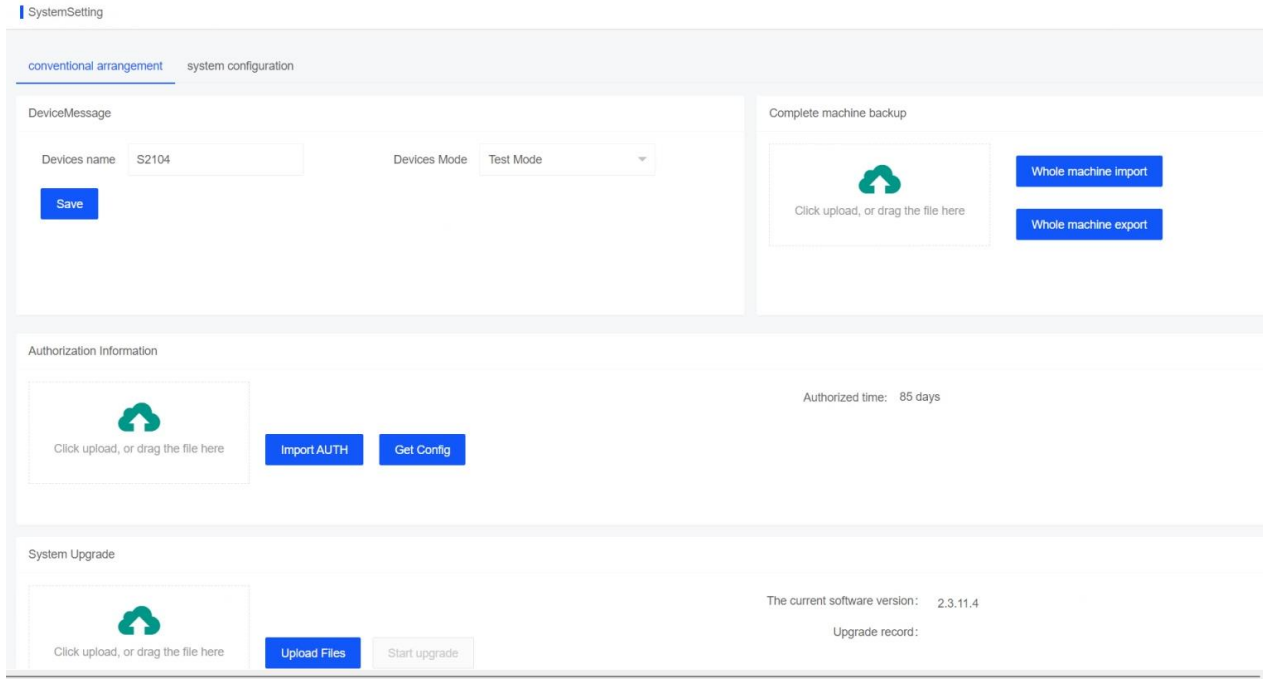 SystemSetting
conventional arrangement system configuration
DeviceMessage
Devices name S2104 Devices Mode Test Mode
Save
Complete machine backup
Click upload, or drag the file here
Whole machine import
Whole machine export
Authorization Information
Click upload, or drag the file here
Import AUTH Get Config
Authorized time: 85 days
System Upgrade
Click upload, or drag the file here
Upload Files Start upgrade
The current software version: 2.3.11.4
Upgrade record: